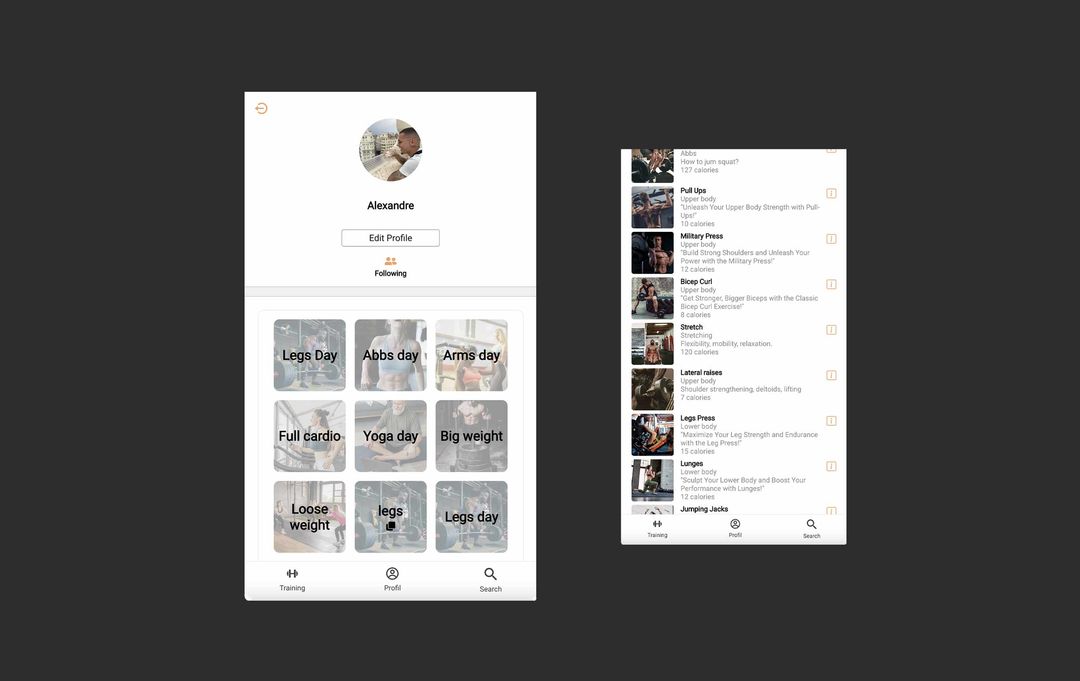 Alexandre
Edit Profile
Following
Legs Day
Abbs day
Arms day
Full cardio
Yoga day
Big weight
Loose
weight
legs
Legs day
Training
Profil
Search
Abbs
How to jum squat?
127 calories
Pull Ups
Upper body
"Unleash Your Upper Body Strength with Pull-
Ups!"
10 calories
Military Press
Upper body
"Build Strong Shoulders and Unleash Your
Power with the Military Press!"
12 calories
Bicep Curl
Upper body
"Get Stronger, Bigger Biceps with the Classic
Bicep Curl Exercise!"
8 calories
Stretch
Stretching
Flexibility, mobility, relaxation.
120 calories
Lateral raises
Upper body
Shoulder strengthening, deltoids, lifting
7 calories
Legs Press
Lower body
"Maximize Your Leg Strength and Endurance
with the Leg Press!"
15 calories
Lunges
Lower body
"Sculpt Your Lower Body and Boost Your
Performance with Lunges!"
12 calories
Jumping Jacks
Training
Profil
Search